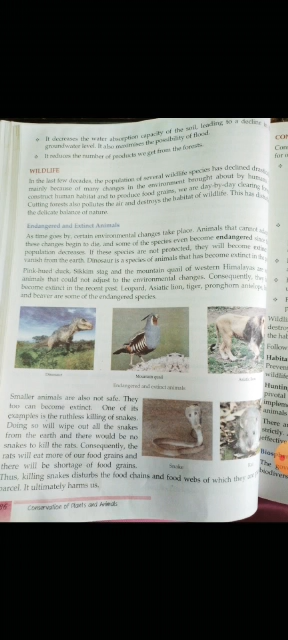 It decreases the water absorption capacity of the soil, leading to a decline in
groundwater level. It also maximises the possibility of flood.
It reduces the number of products we get from the forests.
WILDLIFE
In the last few decades, the population of several wildlife species has declined
mainly because of many changes in the environment brought about by human
construct human habitat and to produce food grains, we are day-by-day clearing
Cutting forests also pollutes the air and destroys the habitat of wildlife. This has
the delicate balance of nature.
Endangered and Extinct Animals
As time goes by, certain environmental changes take place. Animals that cannot
these changes begin to die, and some of the species even become endangered
population decreases. If these species are not protected, they will become
vanish from the earth. Dinosaur is a species of animals that has become extinct in the
Pink-headed duck, Sikkim stag and the mountain quail of western Himalayas are
animals that could not adjust to the environmental changes. Consequently, they
become extinct in the recent past. Leopard, Asiatic lion, tiger, pronghorn antelope
and beaver are some of the endangered species.
Dinosaur
Mountain quail
Endangered and extinct animals
Smaller animals are also not safe. They
too can become extinct. One of its
examples is the ruthless killing of snakes.
Doing so will wipe out all the snakes
from the earth and there would be no
snakes to kill the rats. Consequently, the
rats will eat more of our food grains and
there will be shortage of food grains.
Snake
Thus, killing snakes disturbs the food chains and food webs of which they are
parcel. It ultimately harms us.
Conservation of Plants and Animals